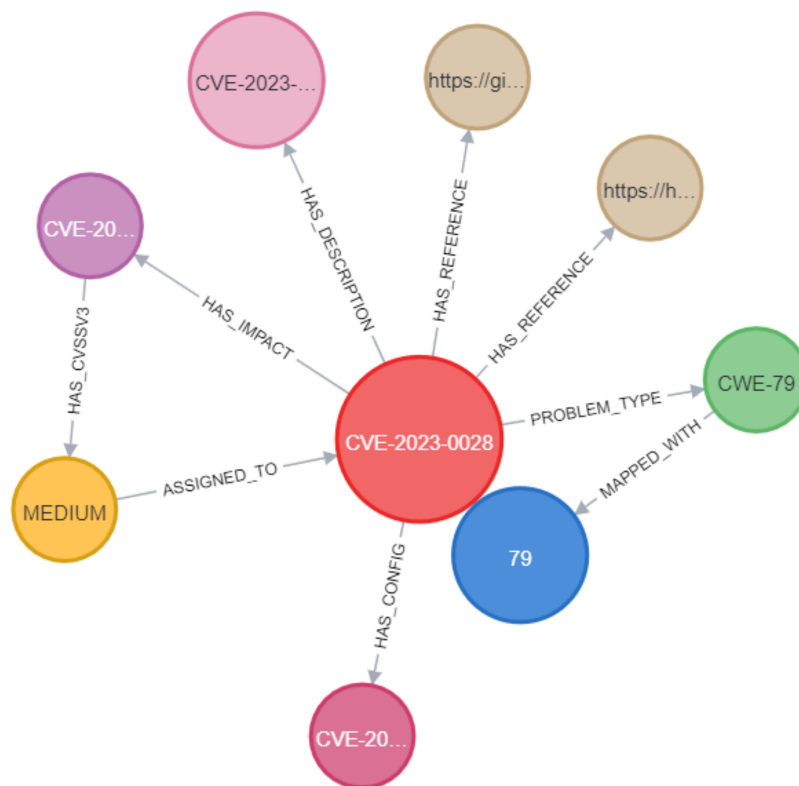 CVE-2023-...
https://gi...
https://h...
CVE-20...
HAS_DESCRIPTION
HAS_REFERENCE
HAS_REFERENCE
HAS_IMPACT
HAS_CVSSV3
CWE-79
PROBLEM_TYPE
CVE-2023-0028
MAPPED_WITH
ASSIGNED_TO
MEDIUM
79
HAS_CONFIG
CVE-20...